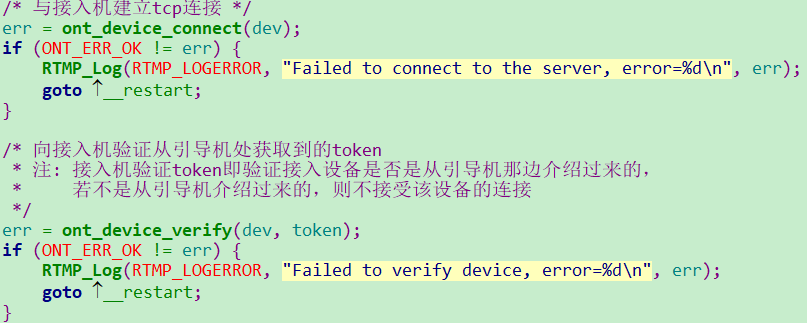 /* 与接入机建立tcp连接 */
err = ont_device_connect(dev);
if (ONT_ERR_OK != err) {
    RTMP_Log(RTMP_LOGERROR, "Failed to connect to the server, error=%d\n", err);
    goto ↑__restart;
}

/* 向接入机验证从引导机处获取到的token
 * 注: 接入机验证token即验证接入设备是否是从引导机那边介绍过来的,
 *     若不是从引导机介绍过来的, 则不接受该设备的连接
 */
err = ont_device_verify(dev, token);
if (ONT_ERR_OK != err) {
    RTMP_Log(RTMP_LOGERROR, "Failed to verify device, error=%d\n", err);
    goto ↑__restart;
}